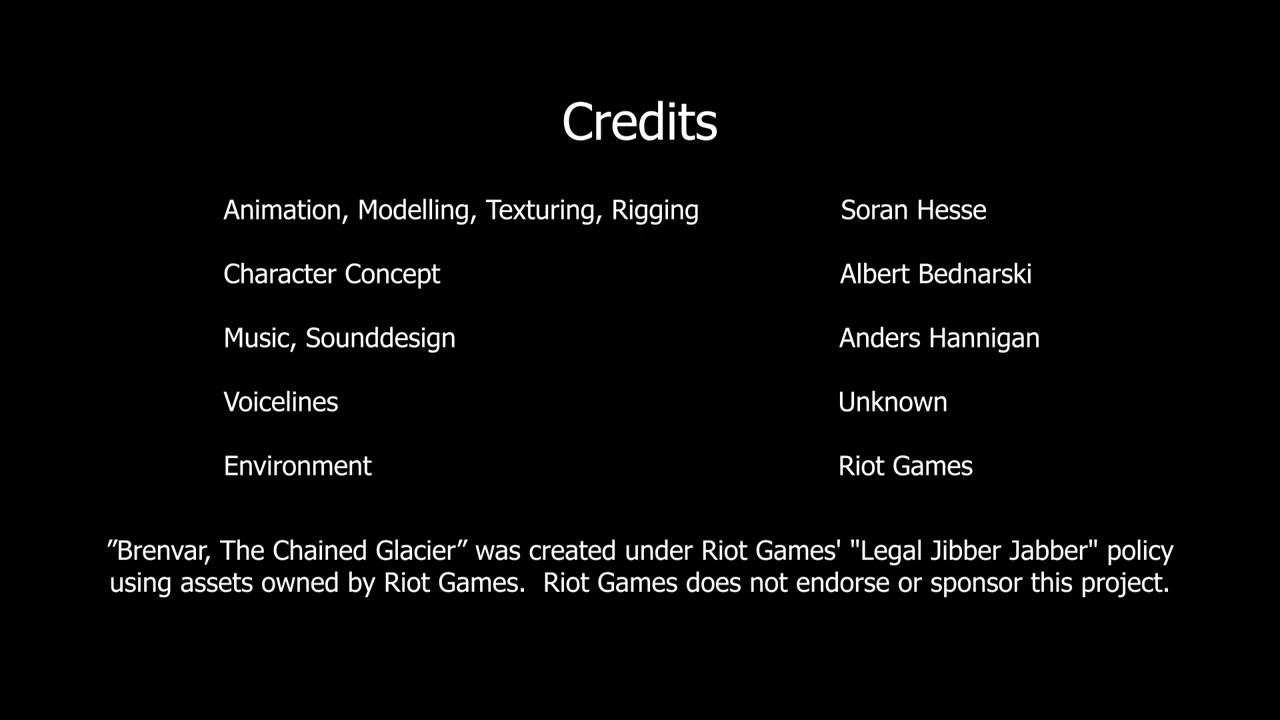 Credits
Animation, Modelling, Texturing, Rigging Soran Hesse
Character Concept Albert Bednarski
Music, Sounddesign Anders Hannigan
Voicelines Unknown
Environment Riot Games
”Brenvar, The Chained Glacier” was created under Riot Games' "Legal Jibber Jabber" policy
using assets owned by Riot Games.  Riot Games does not endorse or sponsor this project.